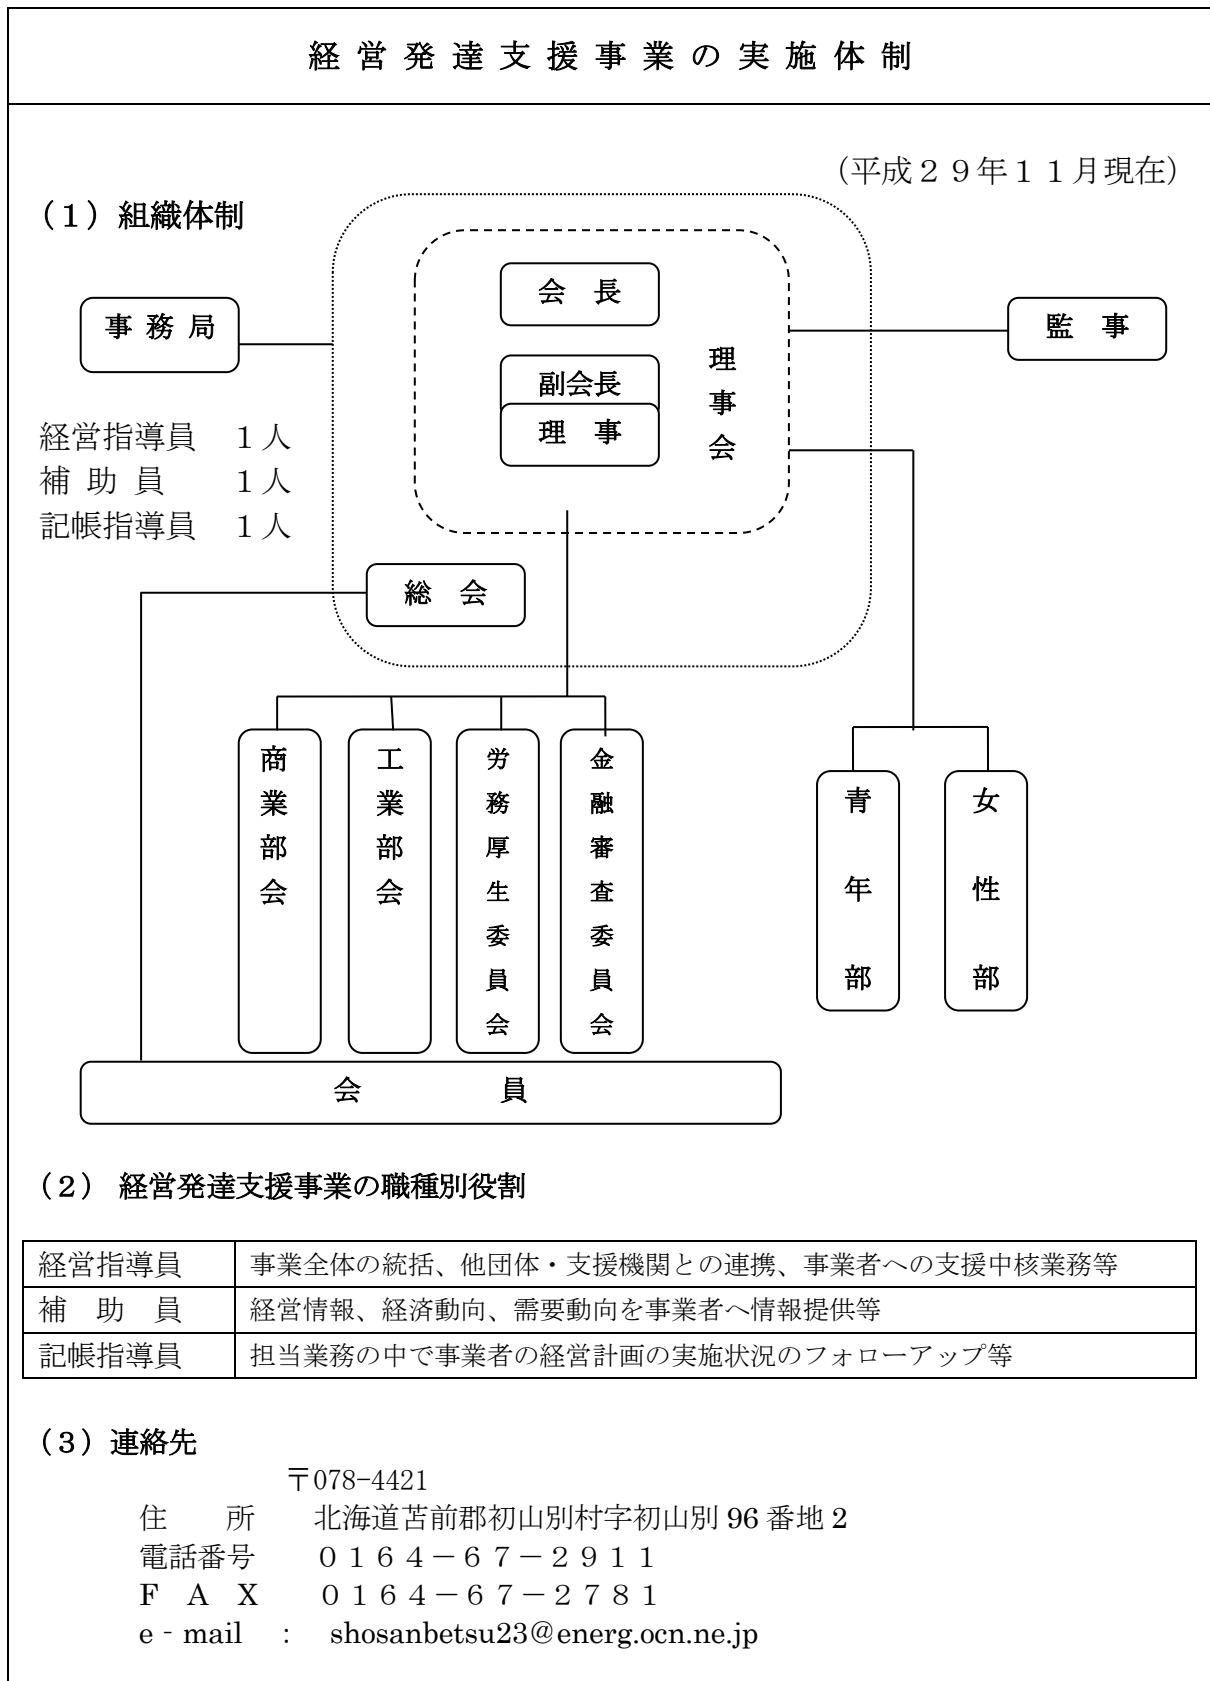 経営発達支援事業の実施体制
（平成２９年１１月現在）
（１）組織体制
会　長
事務局
監　事
理事会
副会長
理　事
経営指導員　１人
補 助 員　１人
記帳指導員　１人
総　会
商業部会
工業部会
労務厚生委員会
金融審査委員会
青年部
女性部
会　員
（２） 経営発達支援事業の職種別役割
経営指導員　事業全体の統括、他団体・支援機関との連携、事業者への支援中核業務等
補　助　員　経営情報、経済動向、需要動向を事業者へ情報提供等
記帳指導員　担当業務の中で事業者の経営計画の実施状況のフォローアップ等
（３）連絡先
〒078-4421
住　所　北海道苫前郡初山別村字初山別 96 番地 2
電話番号　０１６４－６７－２９１１
F A X　０１６４－６７－２７８１
e‐mail : shosanbetsu23@energ.ocn.ne.jp